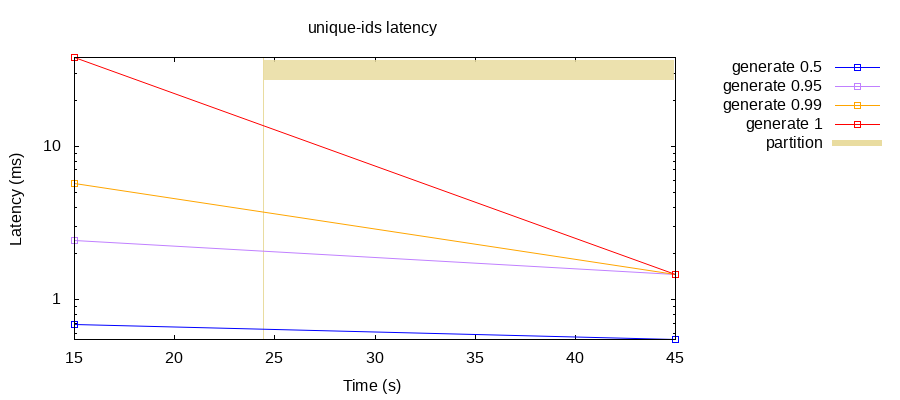 unique-ids latency
generate 0.5
generate 0.95
generate 0.99
generate 1
partition
10
1
Latency (ms)
15 20 25 30 35 40 45
Time (s)